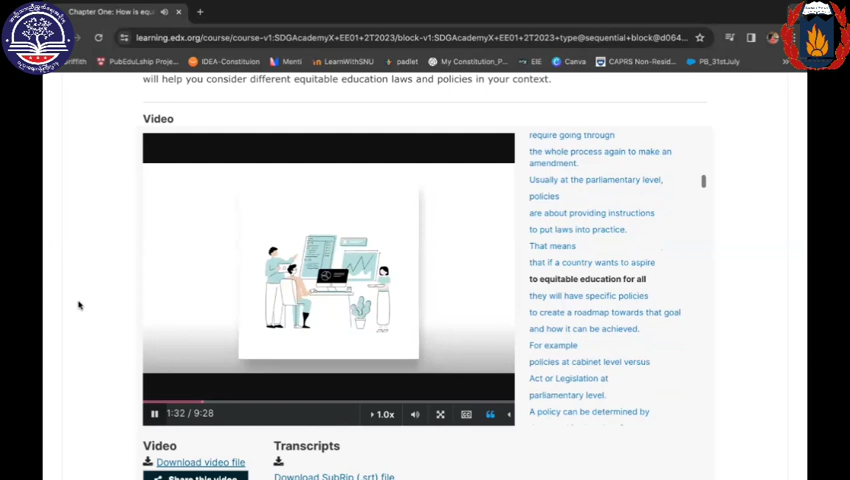 Chapter One: How is equi
learning.edx.org/course/course-v1:SDGAcademyX+EE01+2T2023/block-v1:SDGAcademyX+EE01+2T2023+type@sequential+block@d064...
riffith
PubEduLship Proje...
IDEA-Constituion
Menti
LearnWithSNU
padlet
My Constitution_P...
EIE
Canva
CAPRS Non-Resid...
PB_31stJuly
will help you consider different equitable education laws and policies in your context.
Video
require going through
the whole process again to make an
amendment.
Usually at the parliamentary level,
policies
are about providing instructions
to put laws into practice.
That means
that if a country wants to aspire
to equitable education for all
they will have specific policies
to create a roadmap towards that goal
and how it can be achieved.
For example
policies at cabinet level versus
Act or Legislation at
parliamentary level.
A policy can be determined by
1:32 / 9:28
1.0x
Video
Transcripts
Download video file
Download SubRip (.srt) file
Share this video